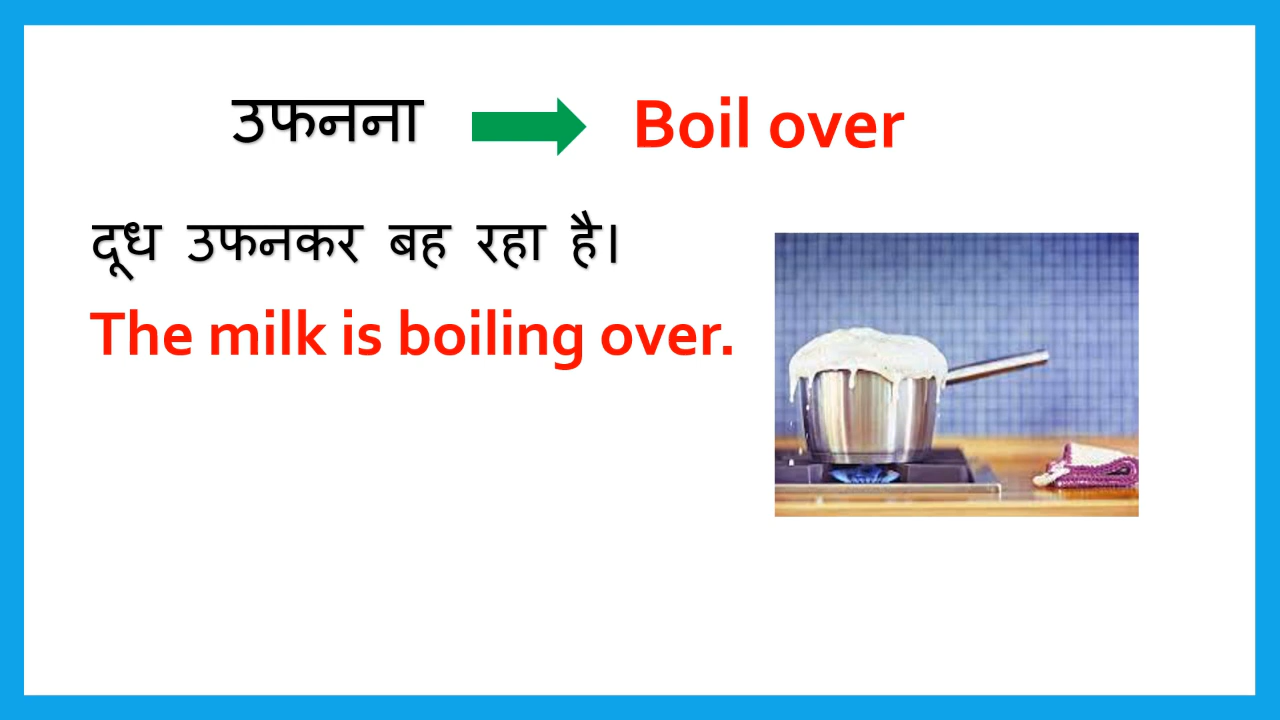 उफनना Boil over
दूध उफनकर बह रहा है।
The milk is boiling over.